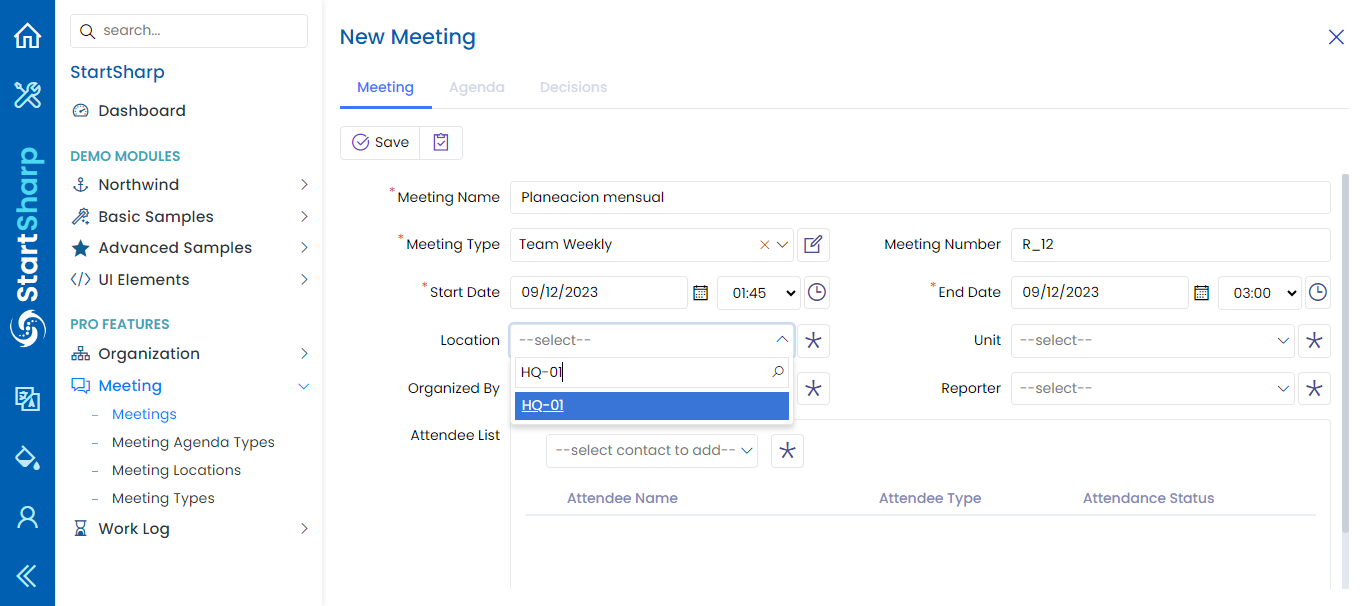 search...
StartSharp
Dashboard
DEMO MODULES
Northwind
Basic Samples
Advanced Samples
UI Elements
PRO FEATURES
Organization
Meeting
Meetings
Meeting Agenda Types
Meeting Locations
Meeting Types
Work Log
StartSharp
New Meeting
Meeting Agenda Decisions
Save
*Meeting Name Planeacion mensual
*Meeting Type Team Weekly Meeting Number R_12
*Start Date 09/12/2023 01:45 *End Date 09/12/2023 03:00
Location --select-- Unit --select--
HQ-01
HQ-01
Organized By Reporter --select--
Attendee List
--select contact to add--
Attendee Name Attendee Type Attendance Status